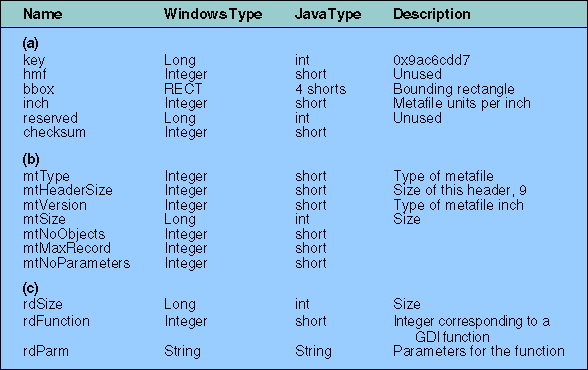 Name Windows Type Java Type Description
(a)
key Long int 0x9ac6cdd7
hmf Integer short Unused
bbox RECT 4 shorts Bounding rectangle
inch Integer short Metafile units per inch
reserved Long int Unused
checksum Integer short
(b)
mtType Integer short Type of metafile
mtHeaderSize Integer short Size of this header, 9
mtVersion Integer short Type of metafile inch
mtSize Long int Size
mtNoObjects Integer short
mtMaxRecord Integer short
mtNoParameters Integer short
(c)
rdSize Long int Size
rdFunction Integer short Integer corresponding to a
GDI function
rdParm String String Parameters for the function